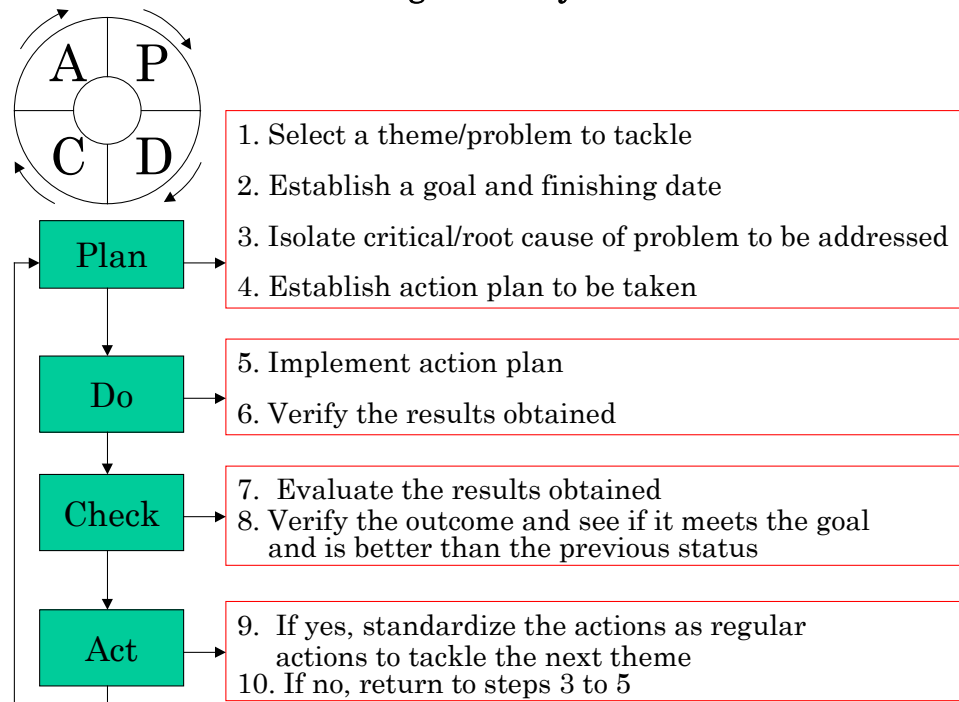 A P
C D
1. Select a theme/problem to tackle
2. Establish a goal and finishing date
3. Isolate critical/root cause of problem to be addressed
4. Establish action plan to be taken
Plan
5. Implement action plan
6. Verify the results obtained
Do
7. Evaluate the results obtained
8. Verify the outcome and see if it meets the goal
and is better than the previous status
Check
9. If yes, standardize the actions as regular
actions to tackle the next theme
10. If no, return to steps 3 to 5
Act